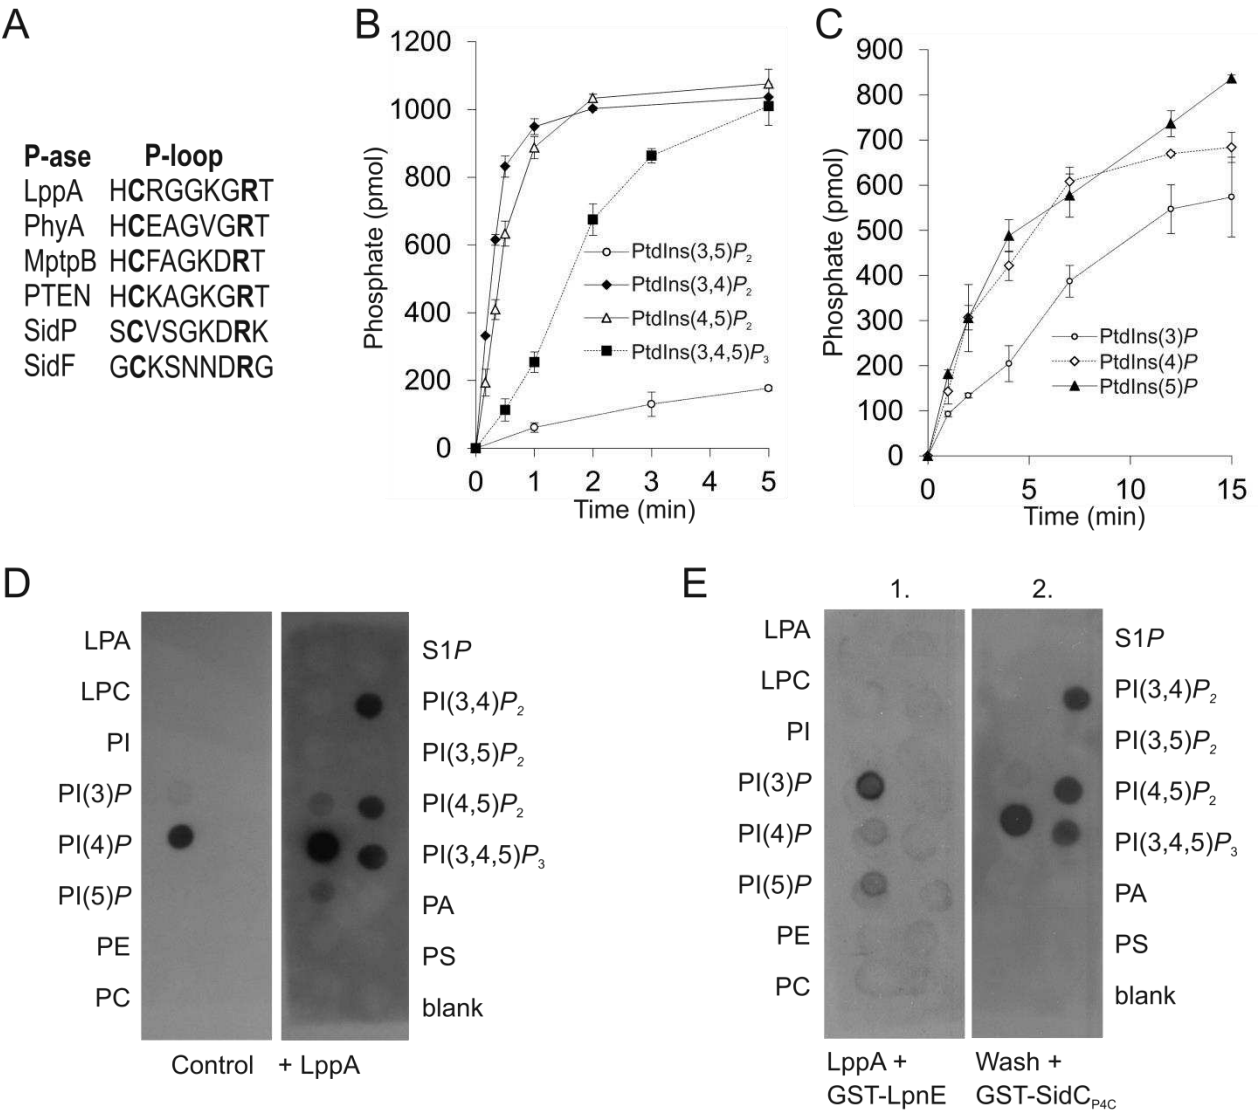 A
P-ase P-loop
LppA HCRGGKGRT
PhyA HCEAGVGRT
MptpB HCFAGKDRT
PTEN HCKAGKGRT
SidP SCVSGKDRK
SidF GCKSNNDRG
B
1200
1000
800
600
400
200
0
Phosphate (pmol)
PtdIns(3,5)P2
PtdIns(3,4)P2
PtdIns(4,5)P2
PtdIns(3,4,5)P3
0 1 2 3 4 5
Time (min)
C
900
800
700
600
500
400
300
200
100
0
Phosphate (pmol)
PtdIns(3)P
PtdIns(4)P
PtdIns(5)P
0 5 10 15
Time (min)
D
LPA
LPC
PI
PI(3)P
PI(4)P
PI(5)P
PE
PC
S1P
PI(3,4)P2
PI(3,5)P2
PI(4,5)P2
PI(3,4,5)P3
PA
PS
blank
Control + LppA
E
1. 2.
LPA
LPC
PI
PI(3)P
PI(4)P
PI(5)P
PE
PC
S1P
PI(3,4)P2
PI(3,5)P2
PI(4,5)P2
PI(3,4,5)P3
PA
PS
blank
LppA +
GST-LpnE
Wash +
GST-SidCP4C